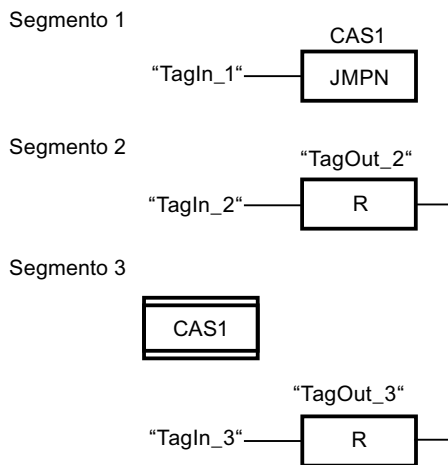 Segmento 1
CAS1
“TagIn_1“
JMPN
Segmento 2
“TagOut_2“
“TagIn_2“
R
Segmento 3
CAS1
“TagOut_3“
“TagIn_3“
R